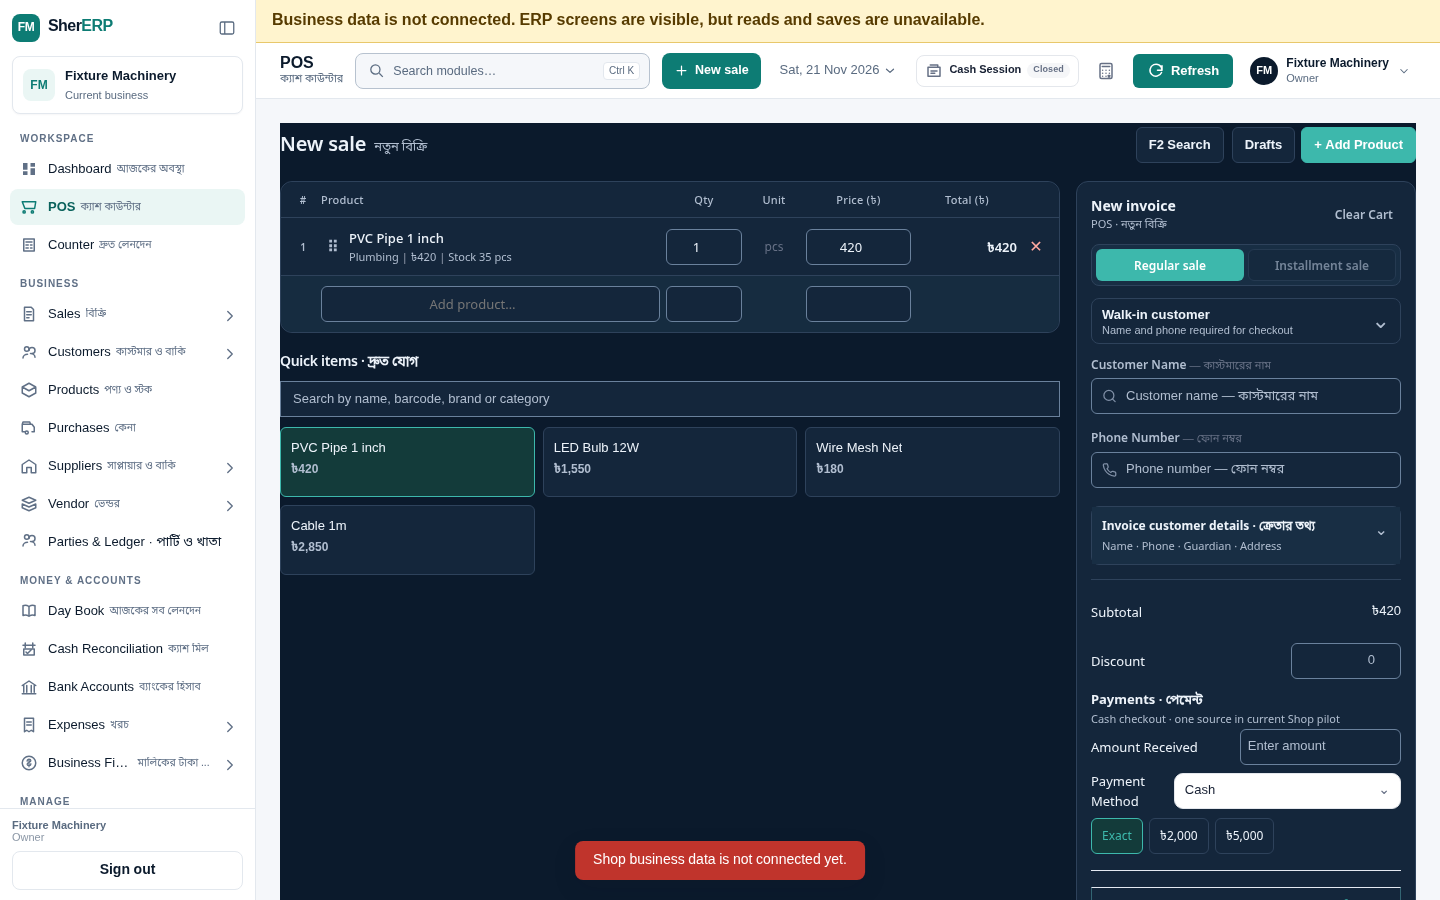 Business data is not connected. ERP screens are visible, but reads and saves are unavailable.
FM SherERP
FM Fixture Machinery
Current business
WORKSPACE
Dashboard আজকের অবস্থা
POS ক্যাশ কাউন্টার
Counter দ্রুত লেনদেন
BUSINESS
Sales বিক্রি
Customers কাস্টমার ও বাকি
Products পণ্য ও স্টক
Purchases কেনা
Suppliers সাপ্লায়ার ও বাকি
Vendor ভেন্ডর
Parties & Ledger · পার্টি ও খাতা
MONEY & ACCOUNTS
Day Book আজকের সব লেনদেন
Cash Reconciliation ক্যাশ মিল
Bank Accounts ব্যাংকের হিসাব
Expenses খরচ
Business Fi... মালিকের টাকা ...
MANAGE
Fixture Machinery
Owner
Sign out
POS
ক্যাশ কাউন্টার
Search modules… Ctrl K
New sale
Sat, 21 Nov 2026
Cash Session Closed
Refresh
FM Fixture Machinery
Owner
New sale নতুন বিক্রি
F2 Search Drafts + Add Product
# Product Qty Unit Price (৳) Total (৳)
1 PVC Pipe 1 inch 1 pcs 420 ৳420 ✕
Plumbing | ৳420 | Stock 35 pcs
Add product...
Quick items · দ্রুত যোগ
Search by name, barcode, brand or category
PVC Pipe 1 inch
৳420
LED Bulb 12W
৳1,550
Wire Mesh Net
৳180
Cable 1m
৳2,850
New invoice
POS · নতুন বিক্রি
Clear Cart
Regular sale Installment sale
Walk-in customer
Name and phone required for checkout
Customer Name — কাস্টমারের নাম
Customer name — কাস্টমারের নাম
Phone Number — ফোন নম্বর
Phone number — ফোন নম্বর
Invoice customer details · ক্রেতার তথ্য
Name · Phone · Guardian · Address
Subtotal ৳420
Discount 0
Payments · পেমেন্ট
Cash checkout · one source in current Shop pilot
Amount Received Enter amount
Payment Method Cash
Exact ৳2,000 ৳5,000
Shop business data is not connected yet.